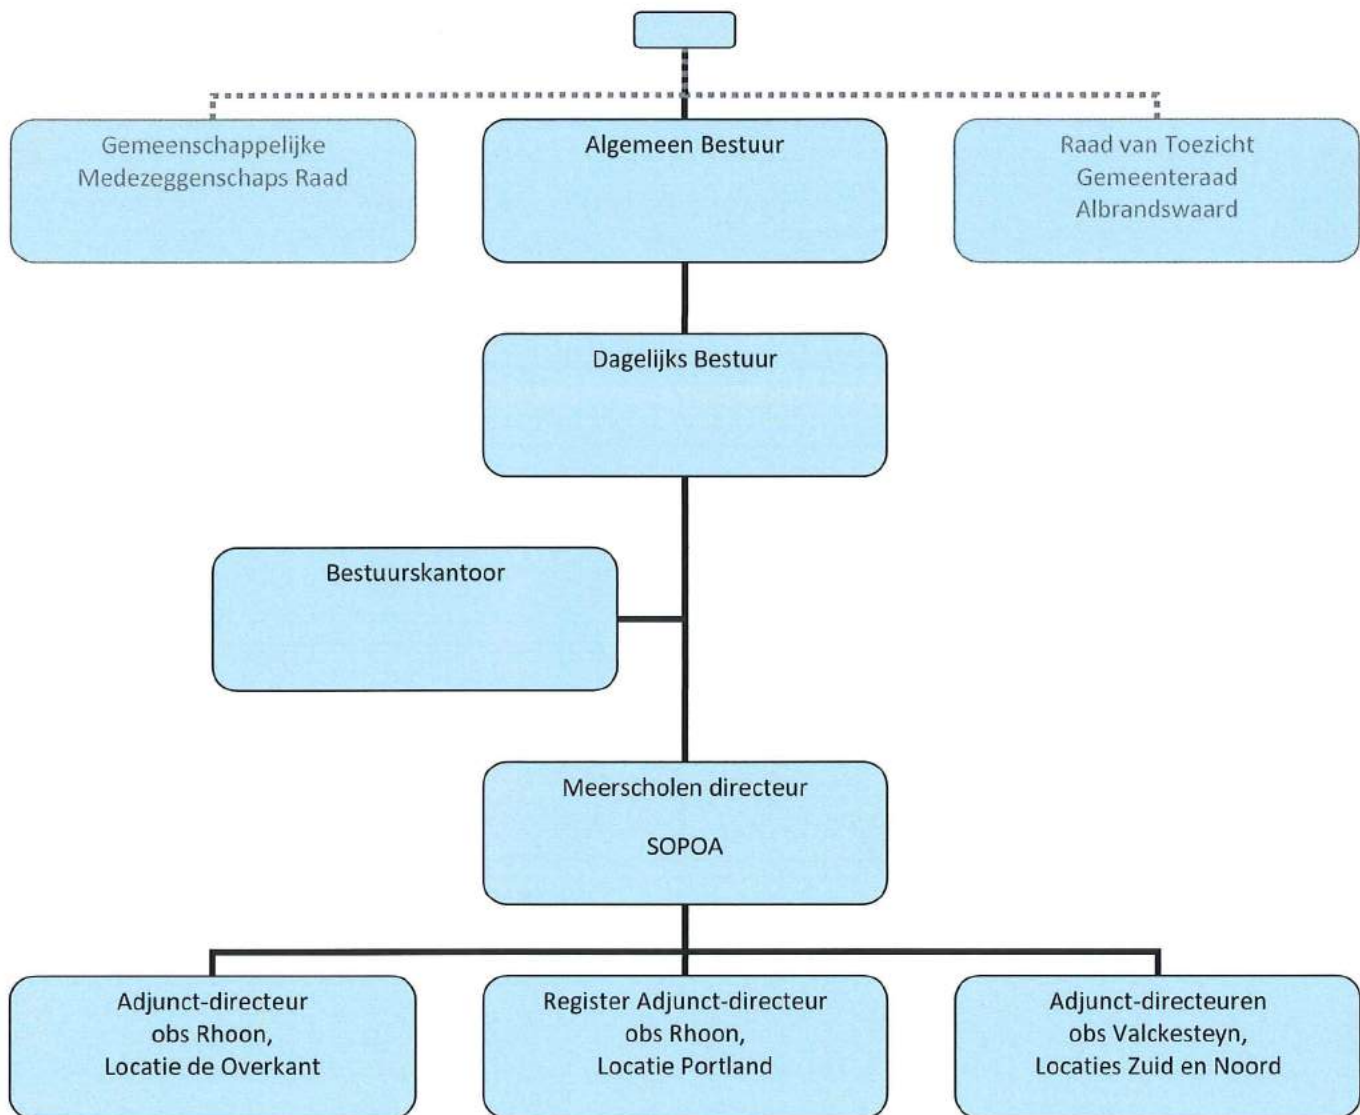 Gemeenschappelijke
Medezeggenschaps Raad
Algemeen Bestuur
Raad van Toezicht
Gemeenteraad
Albrandswaard
Dagelijks Bestuur
Bestuurskantoor
Meerscholen directeur
SOPOA
Adjunct-directeur
obs Rhoon,
Locatie de Overkant
Register Adjunct-directeur
obs Rhoon,
Locatie Portland
Adjunct-directeuren
obs Valckesteyn,
Locaties Zuid en Noord